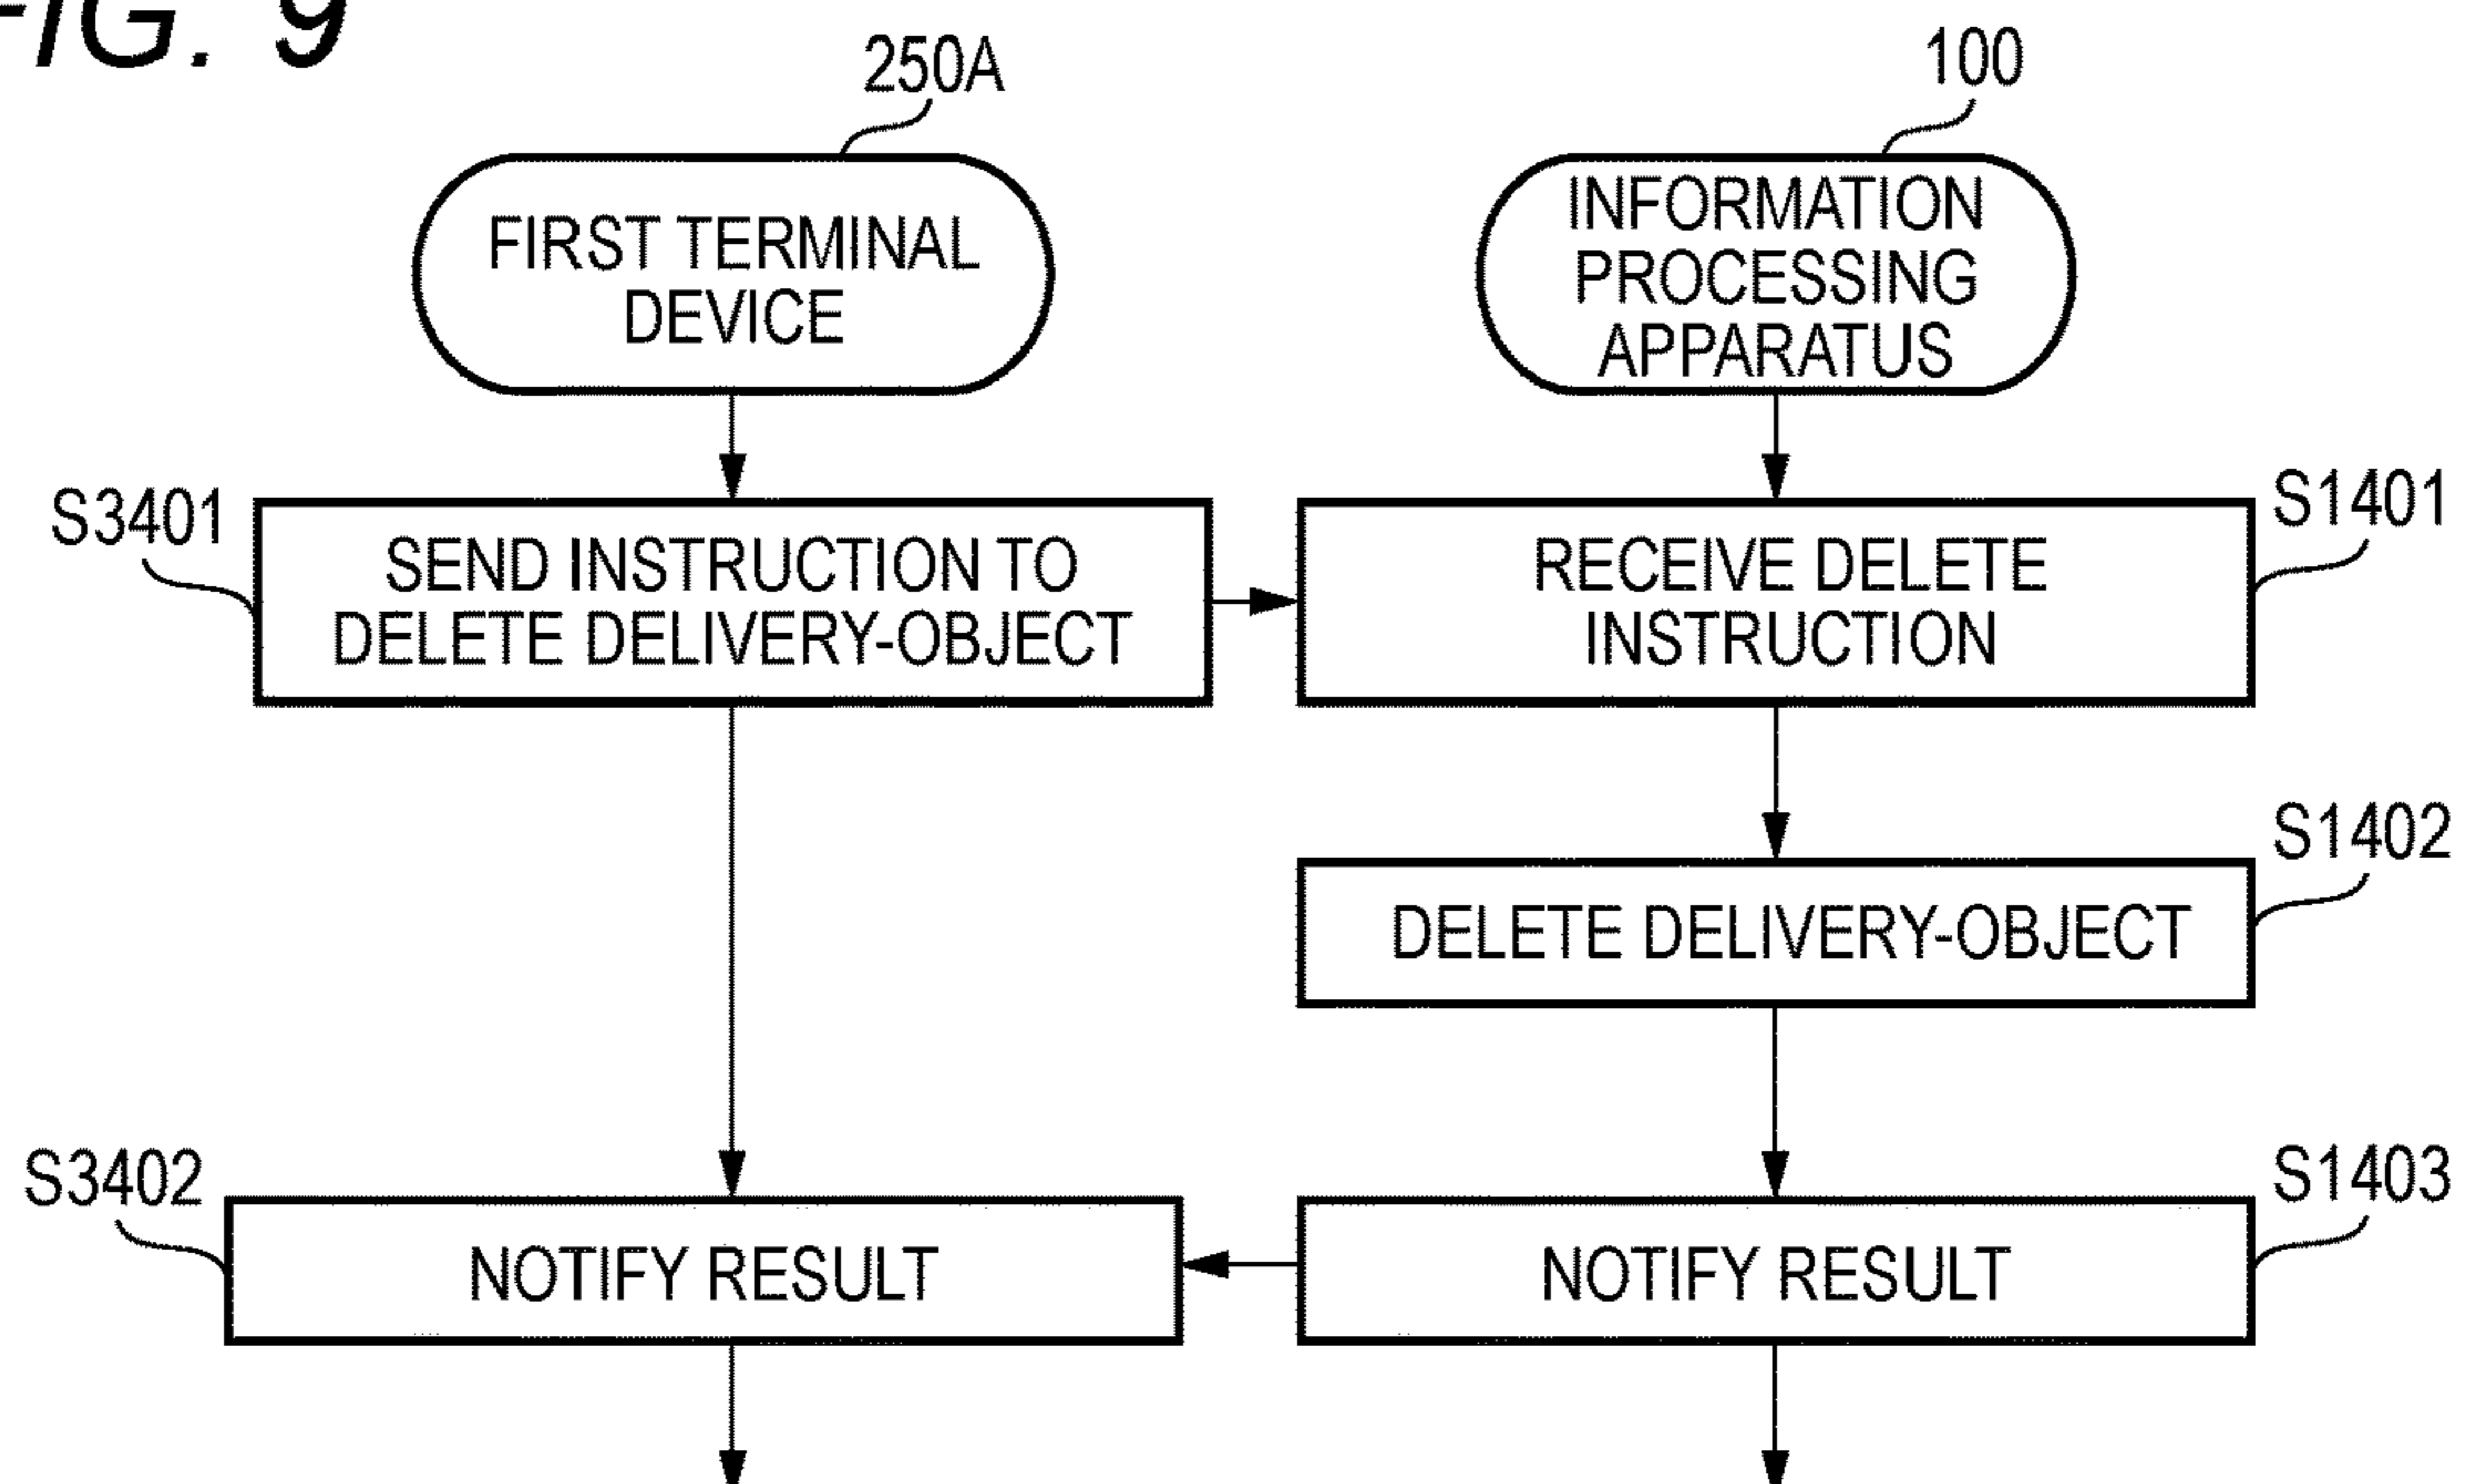 FIG. 9
250A
100
FIRST TERMINAL
DEVICE
INFORMATION
PROCESSING
APPARATUS
S3401
SEND INSTRUCTION TO
DELETE DELIVERY-OBJECT
RECEIVE DELETE
INSTRUCTION
S1401
DELETE DELIVERY-OBJECT
S1402
S3402
NOTIFY RESULT
NOTIFY RESULT
S1403